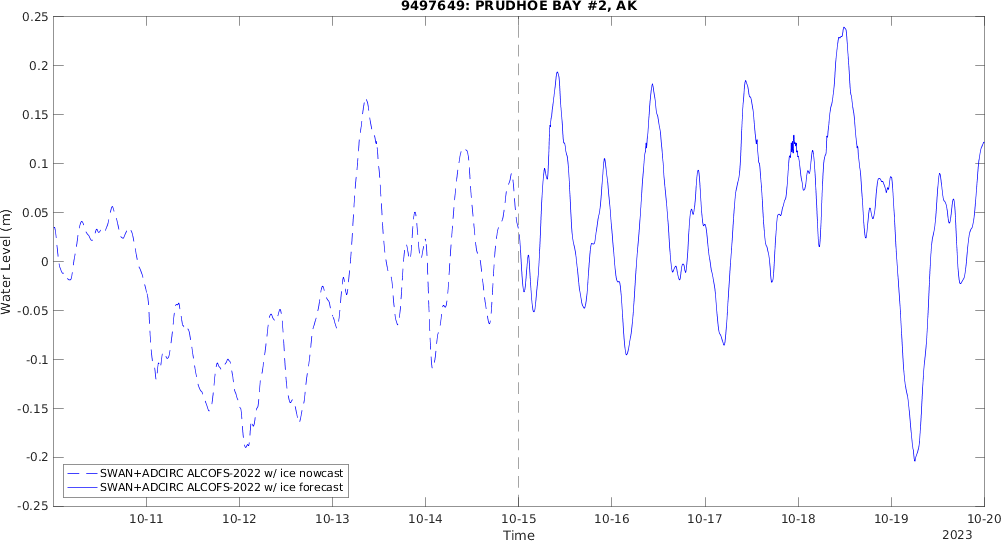 9497649: PRUDHOE BAY #2, AK
0.25
0.2
0.15
0.1
0.05
0
-0.05
-0.1
-0.15
-0.2
-0.25
Water Level (m)
SWAN+ADCIRC ALCOFS-2022 w/ ice nowcast
SWAN+ADCIRC ALCOFS-2022 w/ ice forecast
10-11 10-12 10-13 10-14 10-15 10-16 10-17 10-18 10-19 10-20
Time
2023